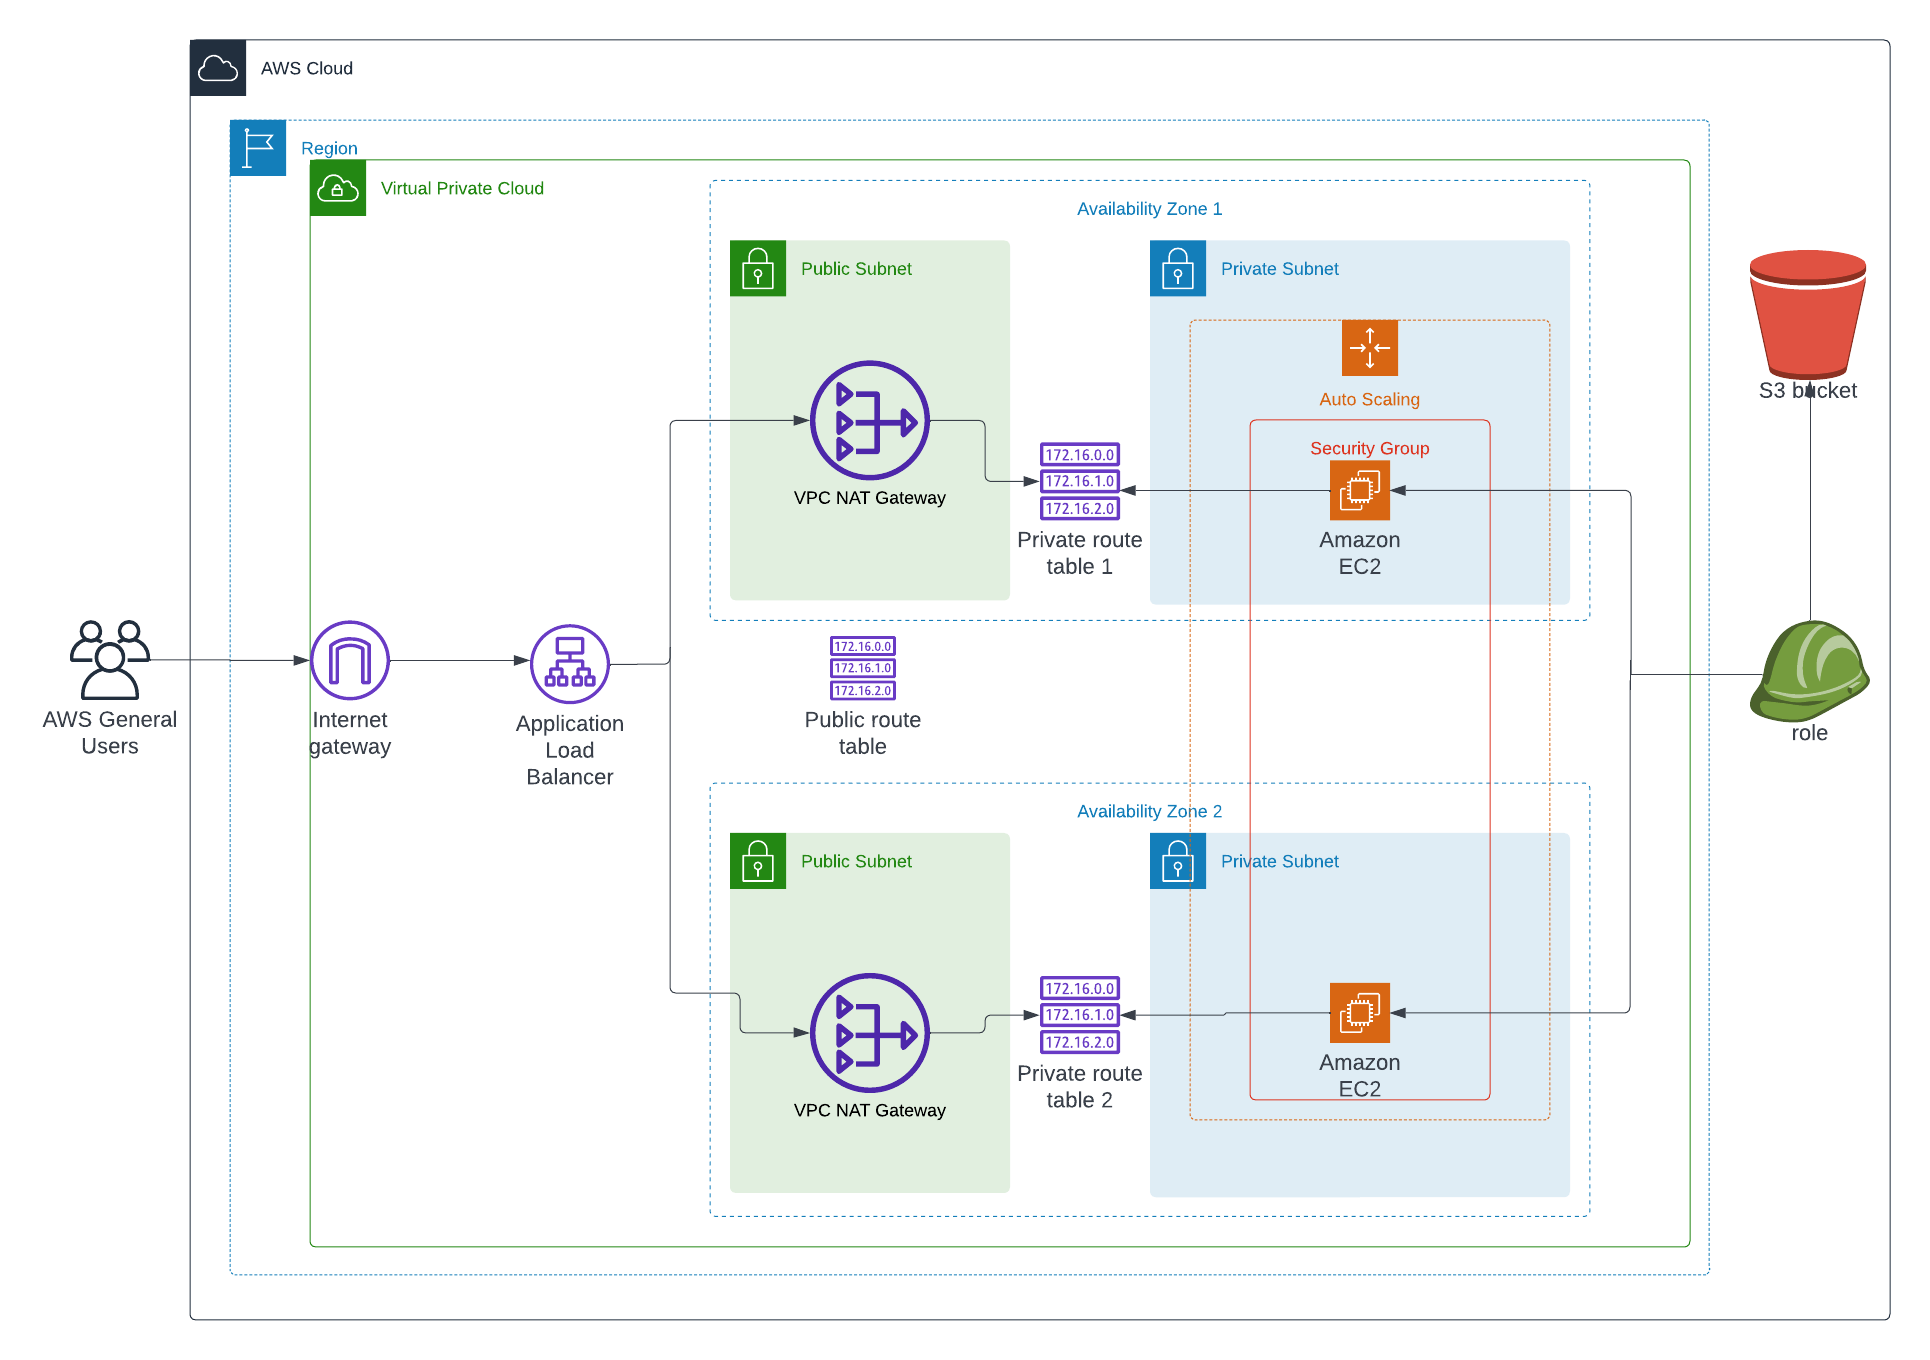 AWS Cloud
Region
Virtual Private Cloud
Availability Zone 1
Public Subnet
Private Subnet
Auto Scaling
Security Group
VPC NAT Gateway
172.16.0.0
172.16.1.0
172.16.2.0
Private route
table 1
Amazon
EC2
S3 bucket
AWS General
Users
Internet
gateway
Application
Load
Balancer
172.16.0.0
172.16.1.0
172.16.2.0
Public route
table
role
Availability Zone 2
Public Subnet
Private Subnet
VPC NAT Gateway
172.16.0.0
172.16.1.0
172.16.2.0
Private route
table 2
Amazon
EC2